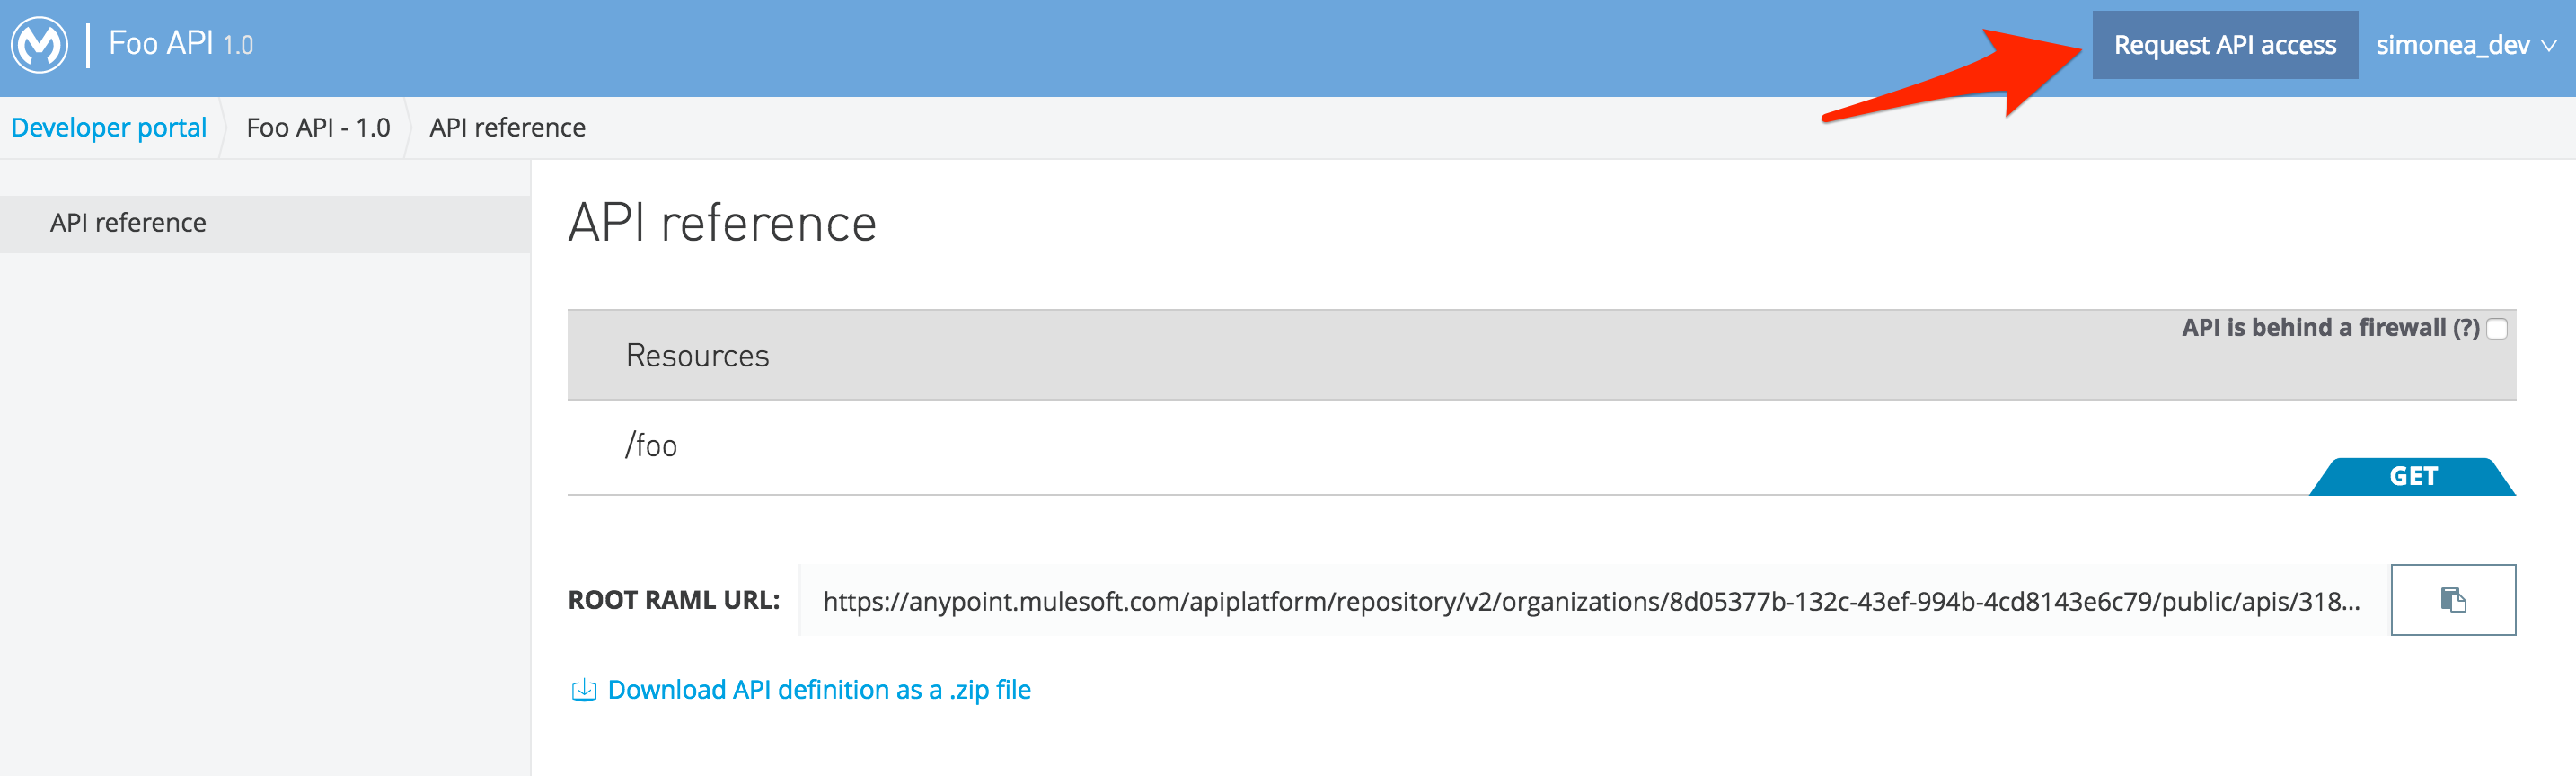 Foo API 1.0
Request API access
simonea_dev
Developer portal
Foo API - 1.0
API reference
API reference
API reference
API is behind a firewall (?)
Resources
/foo
GET
ROOT RAML URL:
https://anypoint.mulesoft.com/apiplatform/repository/v2/organizations/8d05377b-132c-43ef-994b-4cd8143e6c79/public/apis/318...
Download API definition as a .zip file